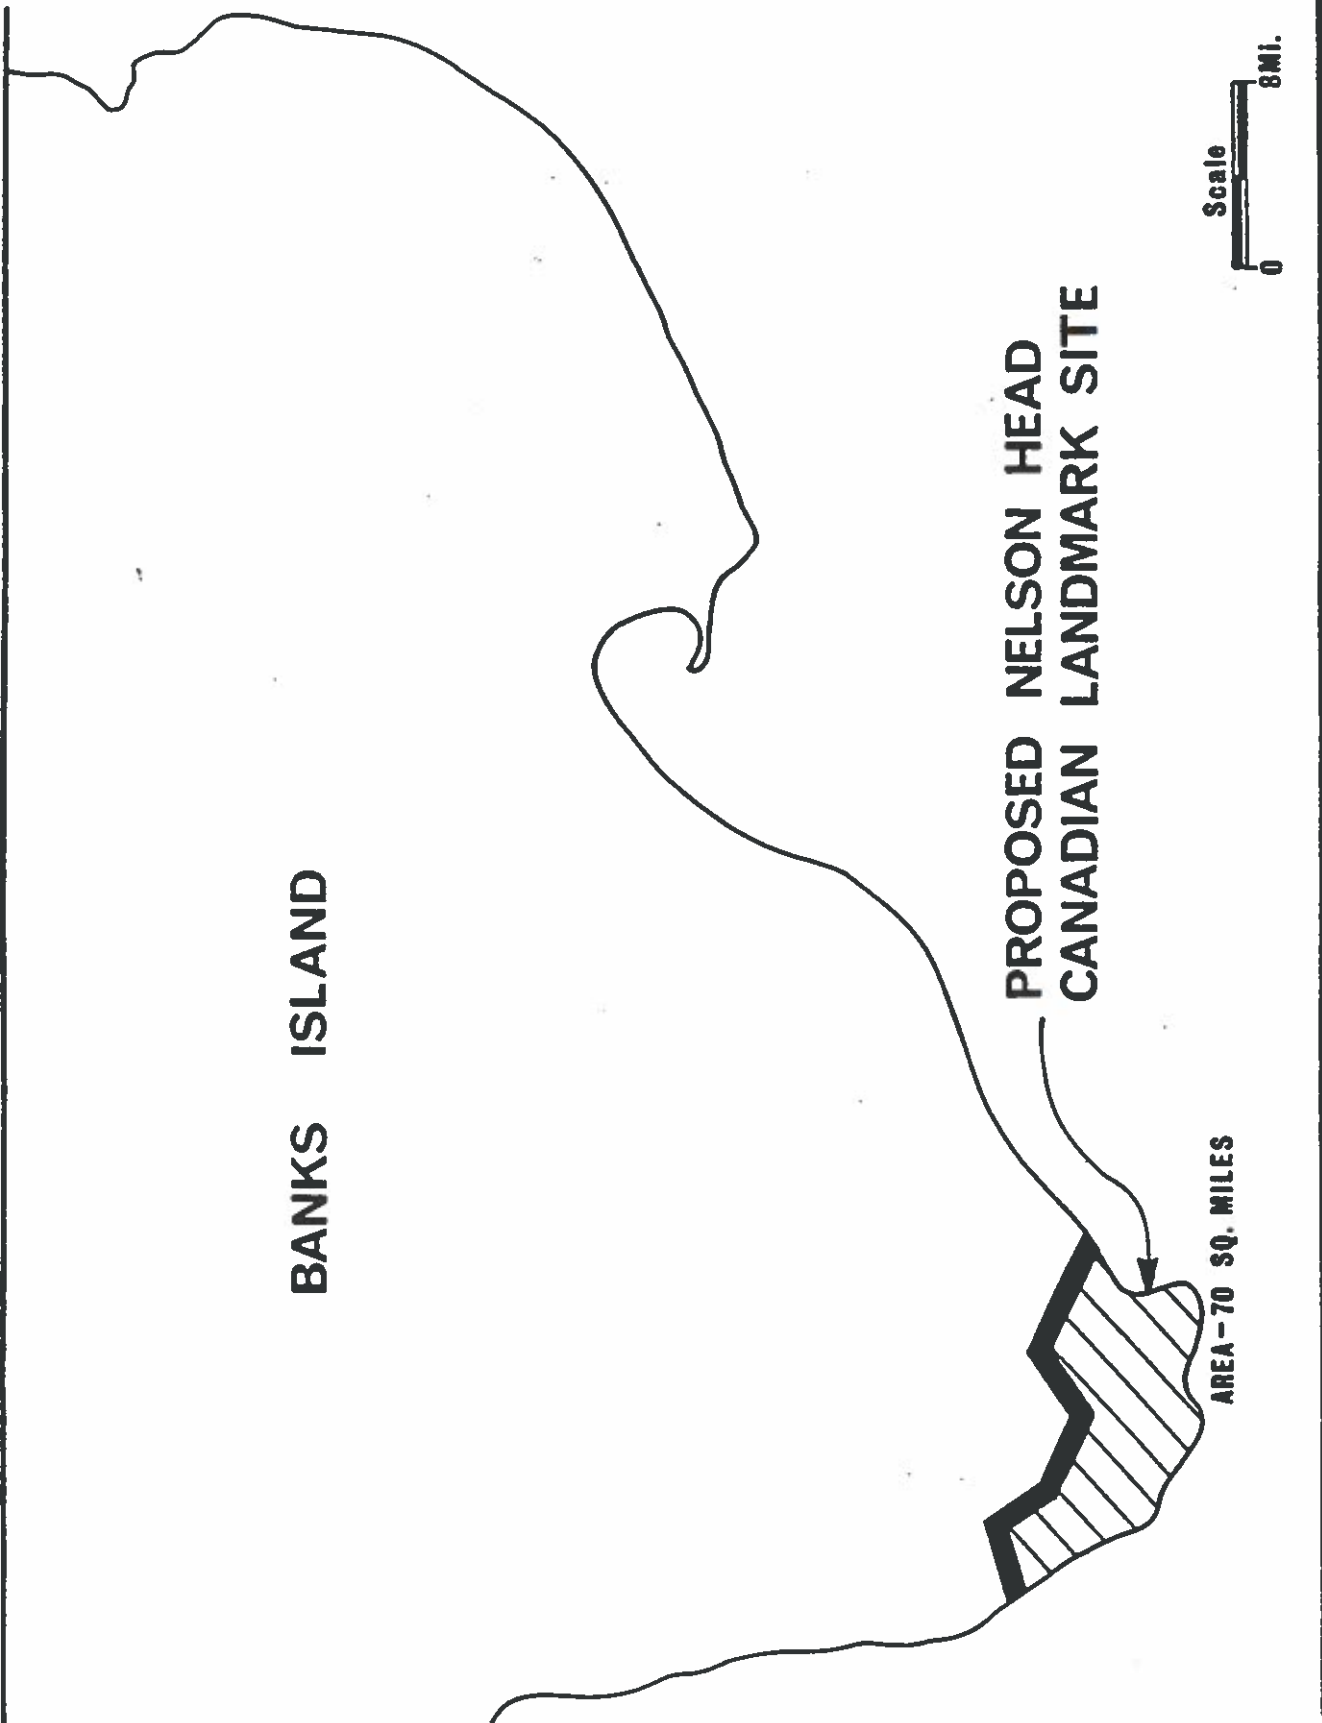 BANKS ISLAND
PROPOSED NELSON HEAD
CANADIAN LANDMARK SITE
AREA-70 SQ. MILES
Scale
0 8MI.